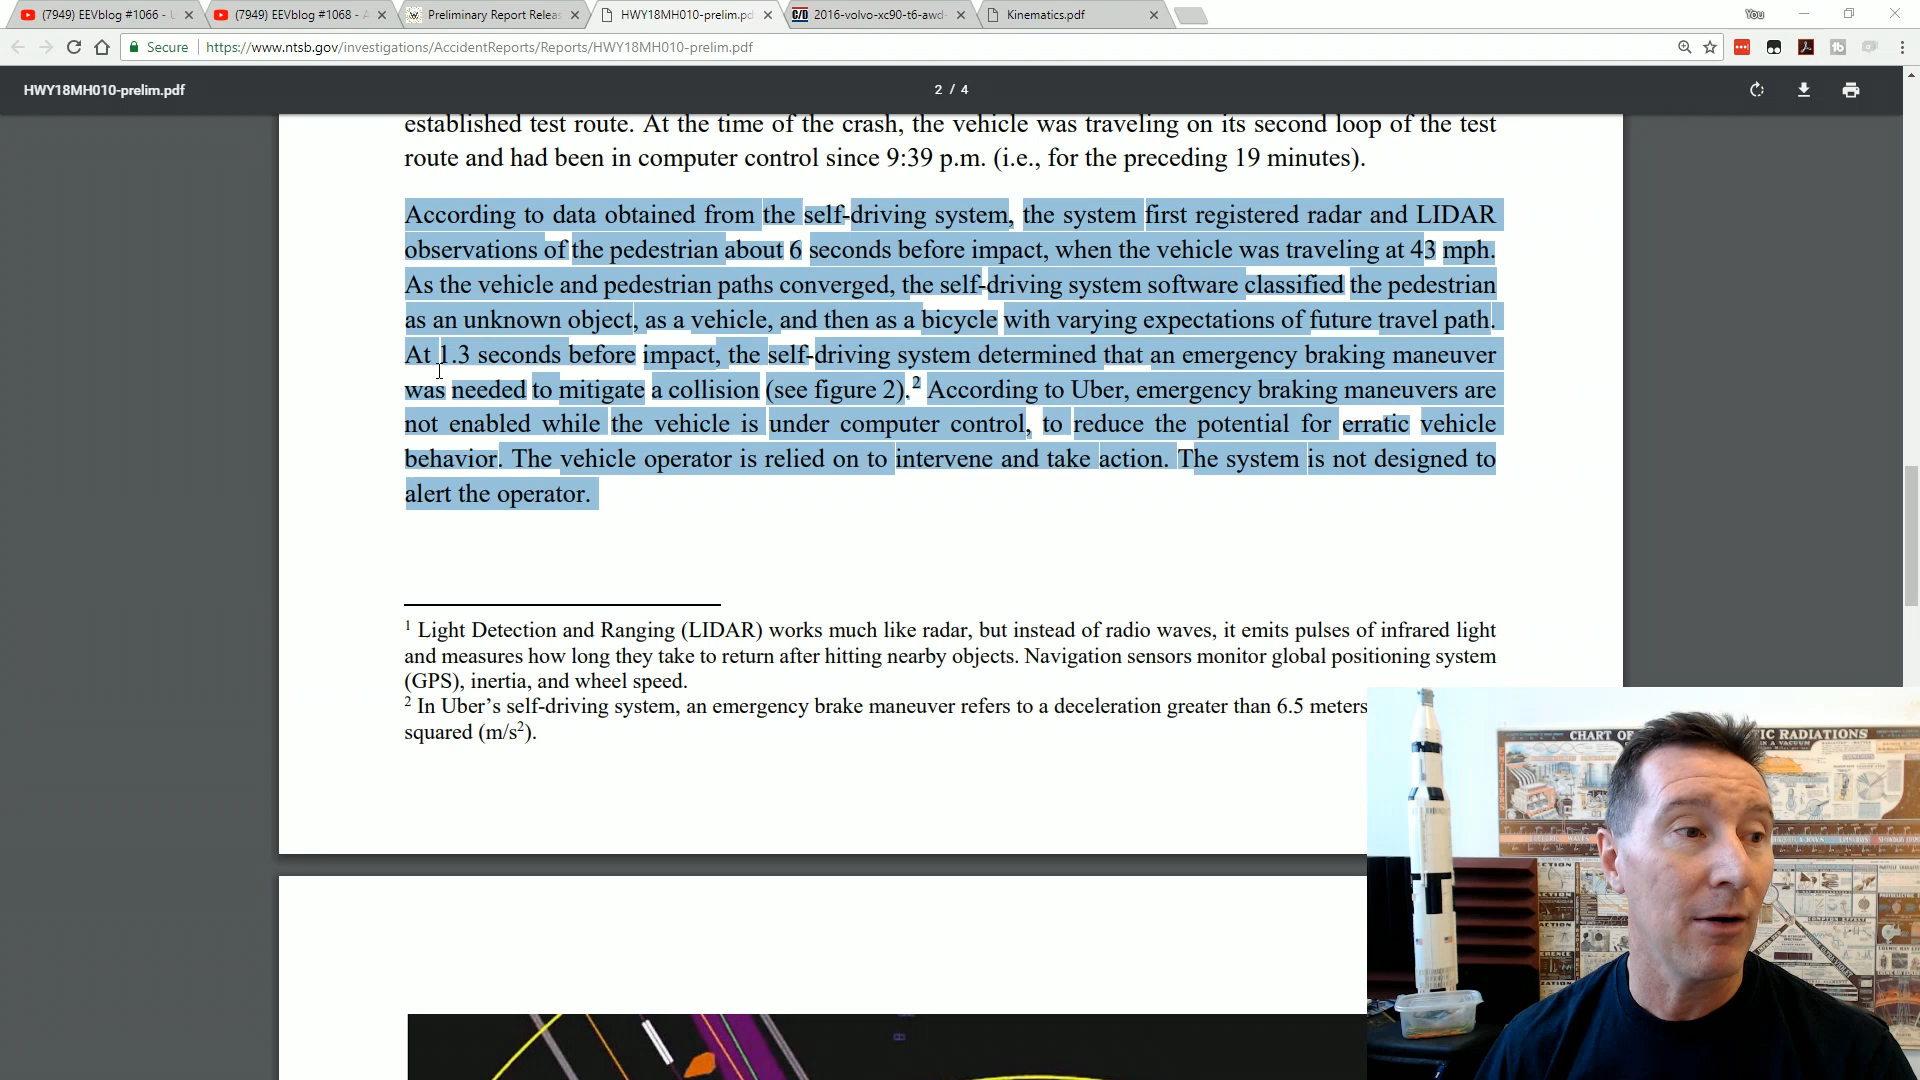 (7949) EEVblog #1066 -
(7949) EEVblog #1068 -
Preliminary Report Releas
HWY18MH010-prelim.pd
2016-volvo-xc90-t6-awd-
Kinematics.pdf
You
Secure
https://www.ntsb.gov/investigations/AccidentReports/Reports/HWY18MH010-prelim.pdf
HWY18MH010-prelim.pdf
2 / 4
established test route. At the time of the crash, the vehicle was traveling on its second loop of the test
route and had been in computer control since 9:39 p.m. (i.e., for the preceding 19 minutes).
According to data obtained from the self-driving system, the system first registered radar and LIDAR
observations of the pedestrian about 6 seconds before impact, when the vehicle was traveling at 43 mph.
As the vehicle and pedestrian paths converged, the self-driving system software classified the pedestrian
as an unknown object, as a vehicle, and then as a bicycle with varying expectations of future travel path.
At 1.3 seconds before impact, the self-driving system determined that an emergency braking maneuver
was needed to mitigate a collision (see figure 2).2 According to Uber, emergency braking maneuvers are
not enabled while the vehicle is under computer control, to reduce the potential for erratic vehicle
behavior. The vehicle operator is relied on to intervene and take action. The system is not designed to
alert the operator.
1 Light Detection and Ranging (LIDAR) works much like radar, but instead of radio waves, it emits pulses of infrared light
and measures how long they take to return after hitting nearby objects. Navigation sensors monitor global positioning system
(GPS), inertia, and wheel speed.
2 In Uber's self-driving system, an emergency brake maneuver refers to a deceleration greater than 6.5 meters
squared (m/s2).
CHART OF
RADIATIONS